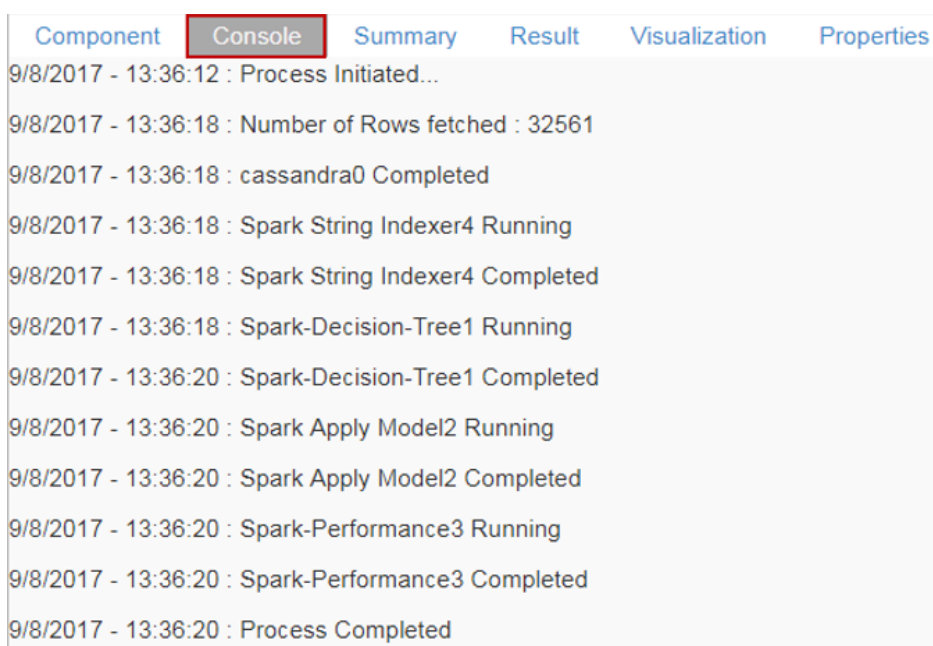 Component Console Summary Result Visualization Properties
9/8/2017 - 13:36:12 : Process Initiated...
9/8/2017 - 13:36:18 : Number of Rows fetched : 32561
9/8/2017 - 13:36:18 : cassandra0 Completed
9/8/2017 - 13:36:18 : Spark String Indexer4 Running
9/8/2017 - 13:36:18 : Spark String Indexer4 Completed
9/8/2017 - 13:36:18 : Spark-Decision-Tree1 Running
9/8/2017 - 13:36:20 : Spark-Decision-Tree1 Completed
9/8/2017 - 13:36:20 : Spark Apply Model2 Running
9/8/2017 - 13:36:20 : Spark Apply Model2 Completed
9/8/2017 - 13:36:20 : Spark-Performance3 Running
9/8/2017 - 13:36:20 : Spark-Performance3 Completed
9/8/2017 - 13:36:20 : Process Completed